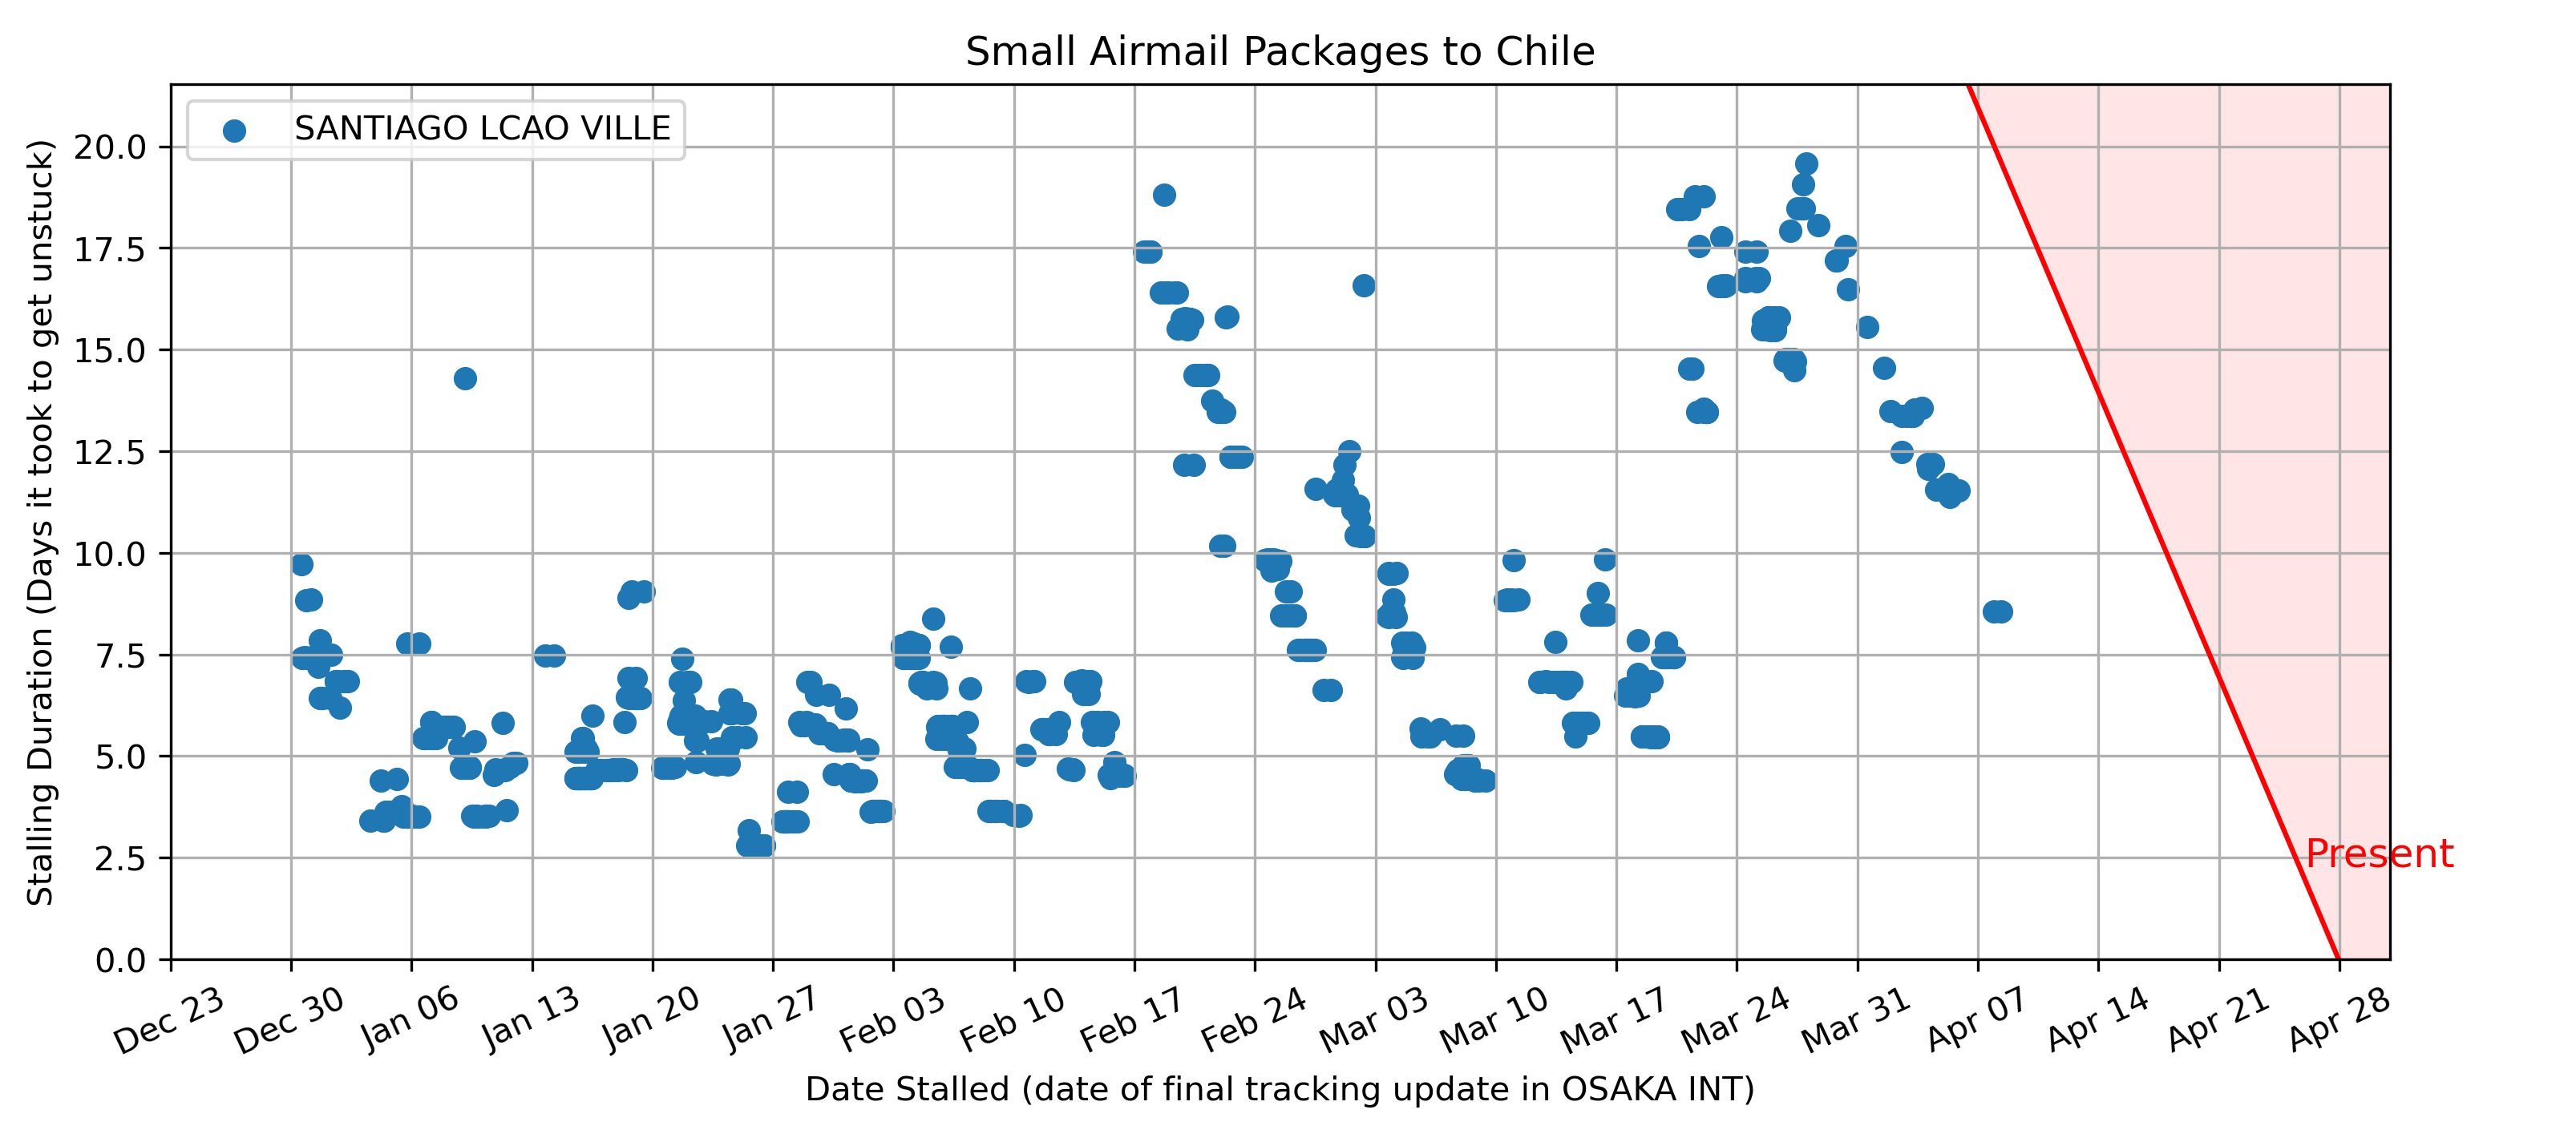 Small Airmail Packages to Chile
SANTIAGO LCAO VILLE
Stalling Duration (Days it took to get unstuck)
20.0
17.5
15.0
12.5
10.0
7.5
5.0
2.5
0.0
Present
Dec 23
Dec 30
Jan 06
Jan 13
Jan 20
Jan 27
Feb 03
Feb 10
Feb 17
Feb 24
Mar 03
Mar 10
Mar 17
Mar 24
Mar 31
Apr 07
Apr 14
Apr 21
Apr 28
Date Stalled (date of final tracking update in OSAKA INT)